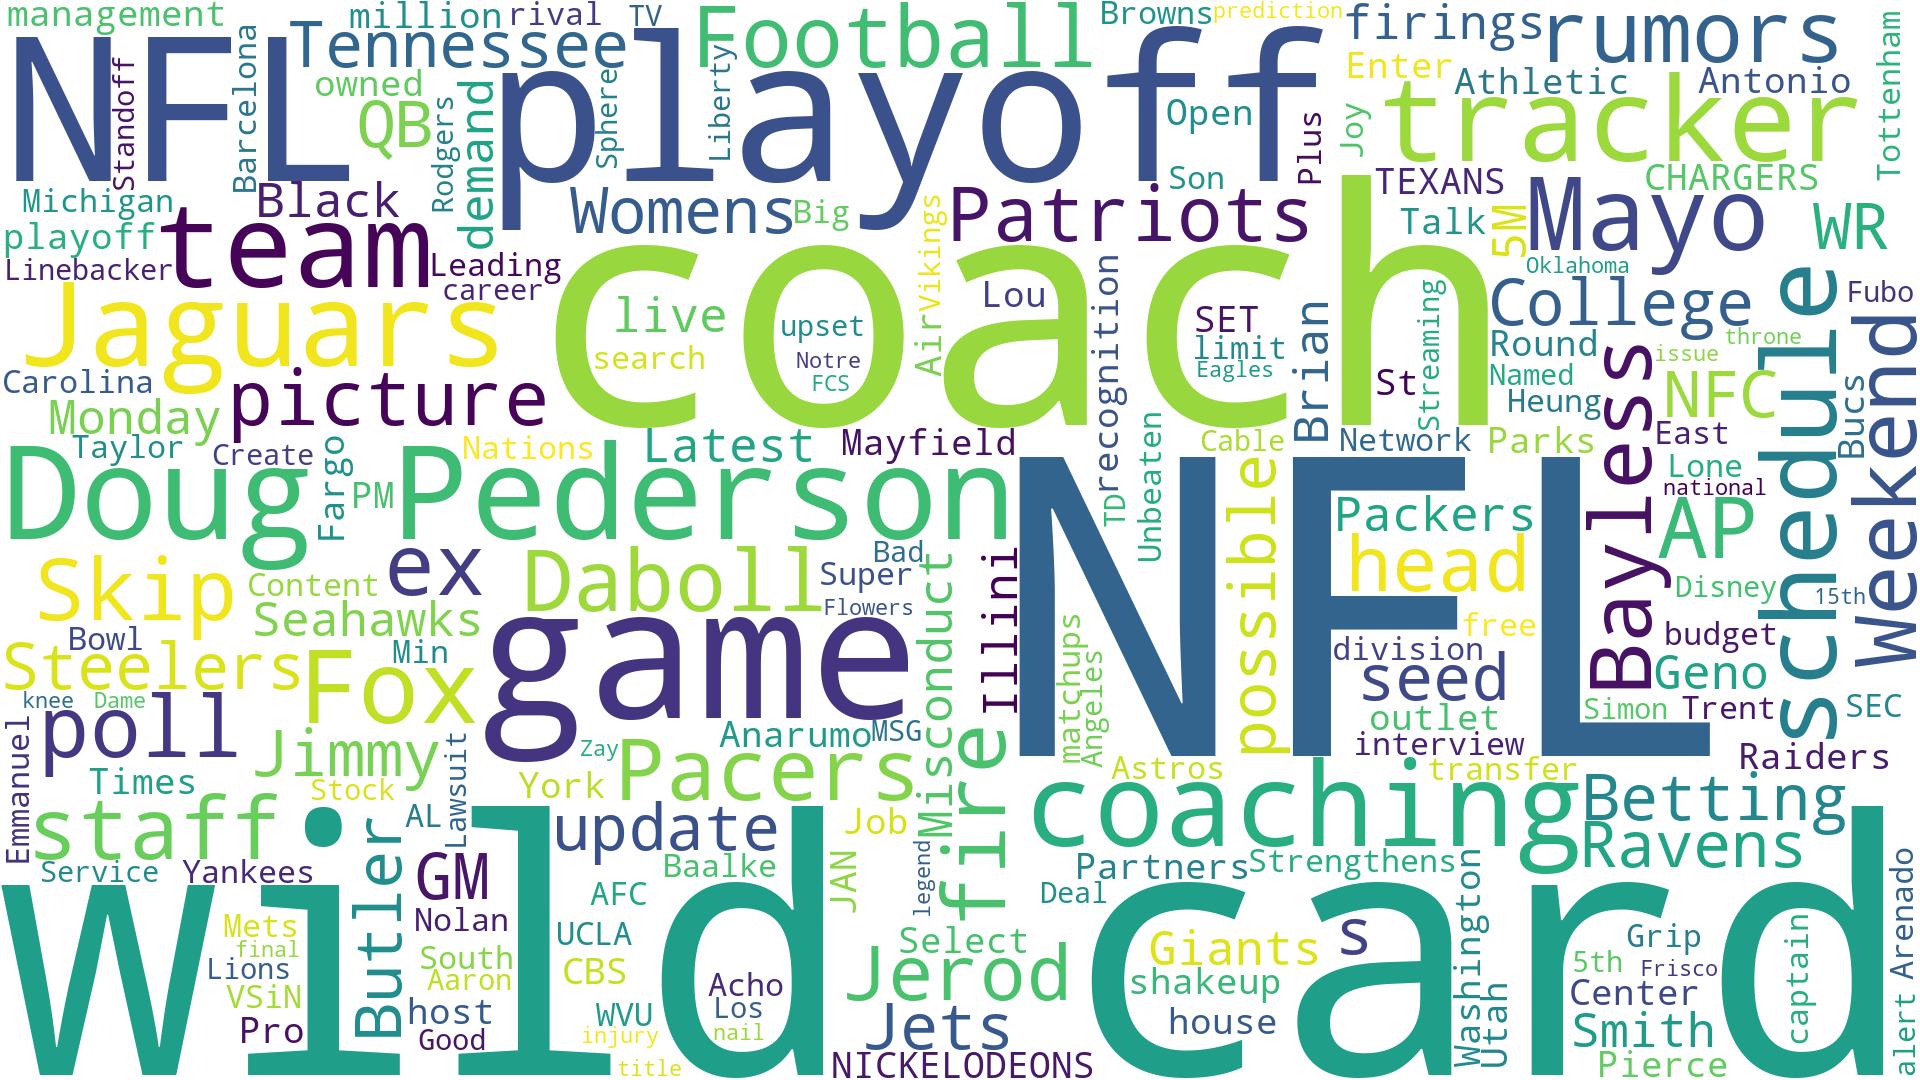 management
million
rival
TV
Football
Browns
prediction
firings
rumors
NFL
Standoff
Barcelona
Tennessee
playoff
owned
QB
Rodgers
demand
Sphere
Liberty
Open
Plus
Joy
Enter
Athletic
Antonio
tracker
Tottenham
Michigan
Black
Womens
Big
Son
Patriots
TEXANS
CHARGERS
playoff
team
Linebacker
Leading
career
AirVikings
Talk
5M
Mayo
WR
Oklahoma
Jaguars
coach
live
search
upset
Notre
FCS
Lou
recognition
SET
limit
Eagles
Brian
St
Streaming
College
Round
Named
Heung
issue
throne
schedule
Fubo
Carolina
picture
Monday
Taylor
Create
Nations
Latest
Mayfield
Unbeaten
Cable
Network
Parks
Bayless
NFC
East
Bucs
Weekend
Doug
Fargo
PM
Pederson
TD
NFL
possible
Packers
Lone
national
AP
Skip
Content
ex
Daboll
Bad
Super
Flowers
Misconduct
Illini
head
free
Disney
15th
Seahawks
Bowl
Min
Steelers
game
matchups
Angeles
division
seed
budget
Geno
knee
Dame
Fox
outlet
Simon
Trent
SEC
Emmanuel
poll
Jimmy
Lawsuit
Zay
Anarumo
MSG
fire
interview
Raiders
Times
Stock
York
Pacers
Astros
transfer
staff
Butler
AL
update
Job
coaching
Betting
Ravens
Service
Yankees
GM
Baalke
JAN
legend
Partners
Strengthens
Deal
AFC
wild
card
Mets
final
Nolan
UCLA
Select
Giants
s
Washington
Grip
captain
Arenado
Lions
South
Aaron
CBS
Acho
Jerod
shakeup
5th
Frisco
VSiN
host
WVU
Los
house
Utah
Center
Pro
Good
injury
nail
Jets
Smith
alert
title
NICKELODEONS
Pierce